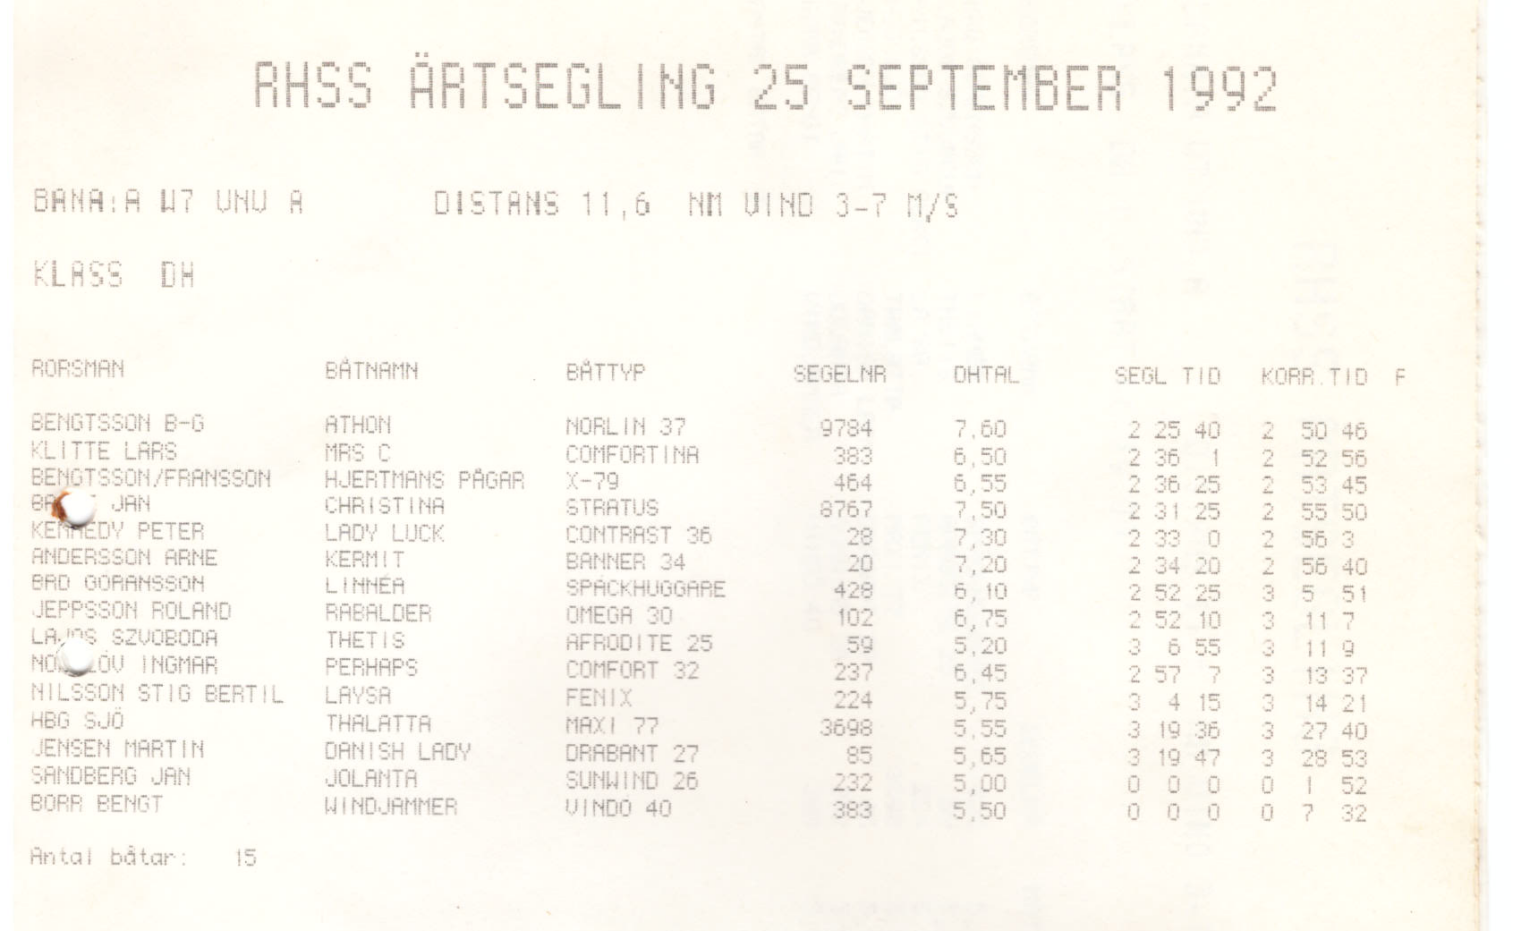 RHSS ÄRTSEGLING 25 SEPTEMBER 1992
BANA:A W7 VNV A DISTANS 11,6 NM VIND 3-7 M/S
KLASS DH
RORSMAN BÅTNAMN BÅTTYP SEGELNR DHTAL SEGL TID KORR.TID F
BENGTSSON B-G ATHON NORLIN 37 9784 7,60 2 25 40 2 50 46
KLITTE LARS MRS C COMFORTINA 383 6,50 2 36 1 2 52 56
BENGTSSON/FRANSSON HJERTMANS PÅGAR X-79 464 6,55 2 36 25 2 53 45
JAN CHRISTINA STRATUS 8767 7,50 2 31 25 2 55 50
KENNEDY PETER LADY LUCK CONTRAST 36 28 7,30 2 33 0 2 56 3
ANDERSSON ARNE KERMIT BANNER 34 20 7,20 2 34 20 2 56 40
BRD GÖRANSSON LINNÉA SPÄCKHUGGARE 428 6,10 2 52 25 3 5 51
JEPPSSON ROLAND RABALDER OMEGA 30 102 6,75 2 52 10 3 11 7
LAJOS SZVOBODA THETIS AFRODITE 25 59 5,20 3 6 55 3 11 9
INGMAR PERHAPS COMFORT 32 237 6,45 2 57 7 3 13 37
NILSSON STIG BERTIL LAYSA FENIX 224 5,75 3 4 15 3 14 21
HBG SJÖ THALATTA MAXI 77 3698 5,55 3 19 36 3 27 40
JENSEN MARTIN DANISH LADY DRABANT 27 85 5,65 3 19 47 3 28 53
SANDBERG JAN JOLANTA SUNWIND 26 232 5,00 0 0 0 0 1 52
BORR BENGT WINDJAMMER VINDÖ 40 383 5,50 0 0 0 0 7 32
Antal båtar: 15